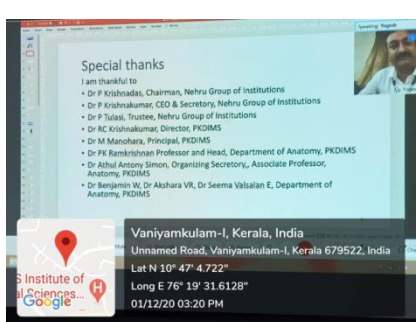 Speaking: Yogesh
Special thanks
I am thankful to
• Dr P Krishnadas, Chairman, Nehru Group of Institutions
• Dr P Krishnakumar, CEO & Secretory, Nehru Group of Institutions
• Dr P Tulasi, Trustee, Nehru Group of Institutions
• Dr RC Krishnakumar, Director, PKDIMS
• Dr M Manohara, Principal, PKDIMS
• Dr PK Ramkrishnan Professor and Head, Department of Anatomy, PKDIMS
• Dr Athul Antony Simon, Organizing Secretory,, Associate Professor,
Anatomy, PKDIMS
• Dr Benjamin W, Dr Akshara VR, Dr Seema Valsalan E, Department of
Anatomy, PKDIMS
Vaniyamkulam-I, Kerala, India
Unnamed Road, Vaniyamkulam-I, Kerala 679522, India
Lat N 10° 47' 4.722"
Long E 76° 19' 31.6128"
01/12/20 03:20 PM
S Institute of
al Sciences...
H
Google